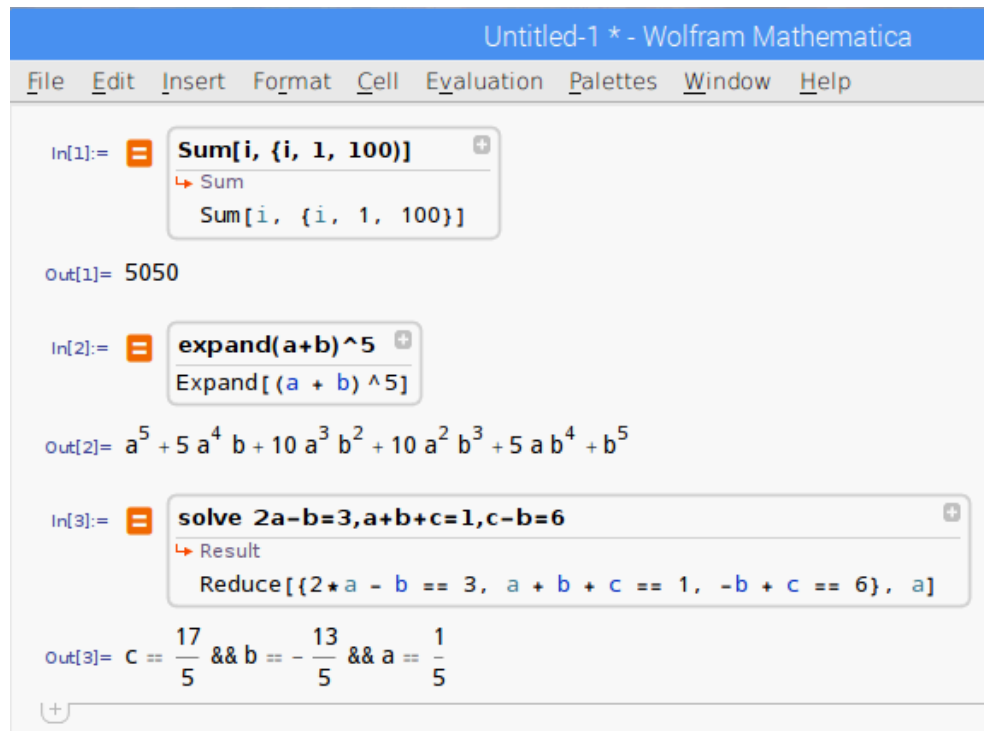 Untitled-1 * - Wolfram Mathematica
File Edit Insert Format Cell Evaluation Palettes Window Help
In[1]:= = Sum[i, {i, 1, 100)] +
↳ Sum
Sum[i, {i, 1, 100}]
Out[1]= 5050
In[2]:= = expand(a+b)^5 +
Expand[(a + b)^5]
Out[2]= a⁵ + 5 a⁴ b + 10 a³ b² + 10 a² b³ + 5 a b⁴ + b⁵
In[3]:= = solve 2a-b=3,a+b+c=1,c-b=6 +
↳ Result
Reduce[{2*a - b == 3, a + b + c == 1, -b + c == 6}, a]
Out[3]= c == 17/5 && b == - 13/5 && a == 1/5
+